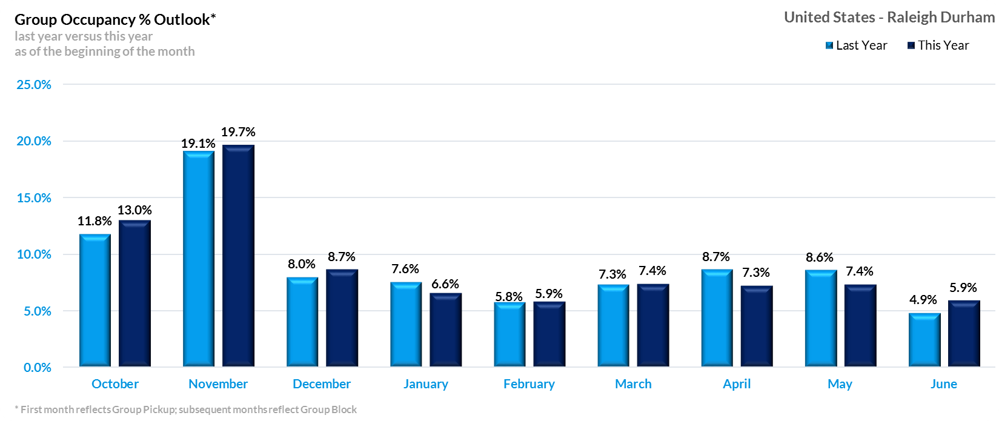 Group Occupancy % Outlook*
last year versus this year
as of the beginning of the month
United States - Raleigh Durham
Last Year This Year
25.0%
20.0%
15.0%
10.0%
5.0%
0.0%
11.8% 13.0%
19.1% 19.7%
8.0% 8.7%
7.6% 6.6%
5.8% 5.9%
7.3% 7.4%
8.7% 7.3%
8.6% 7.4%
4.9% 5.9%
October November December January February March April May June
* First month reflects Group Pickup; subsequent months reflect Group Block